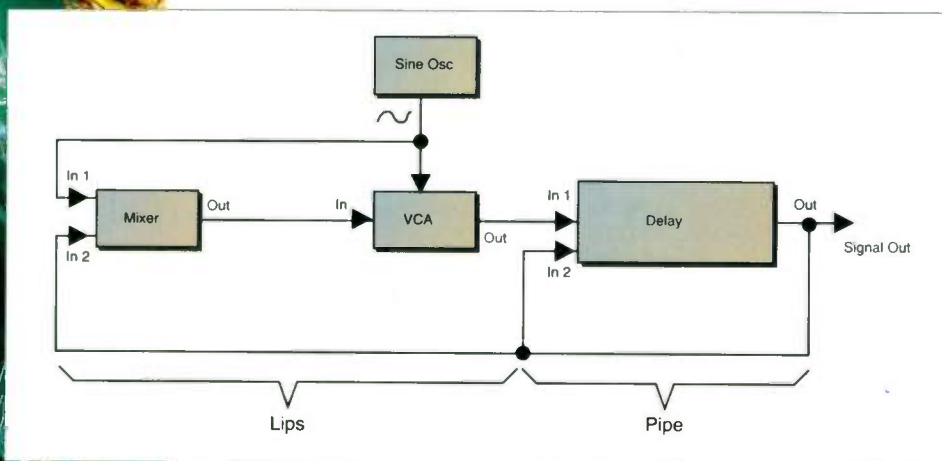 Sine Osc
In 1
Mixer
Out
In 2
In
VCA
Out
In 1
Delay
Out
In 2
Signal Out
Lips
Pipe